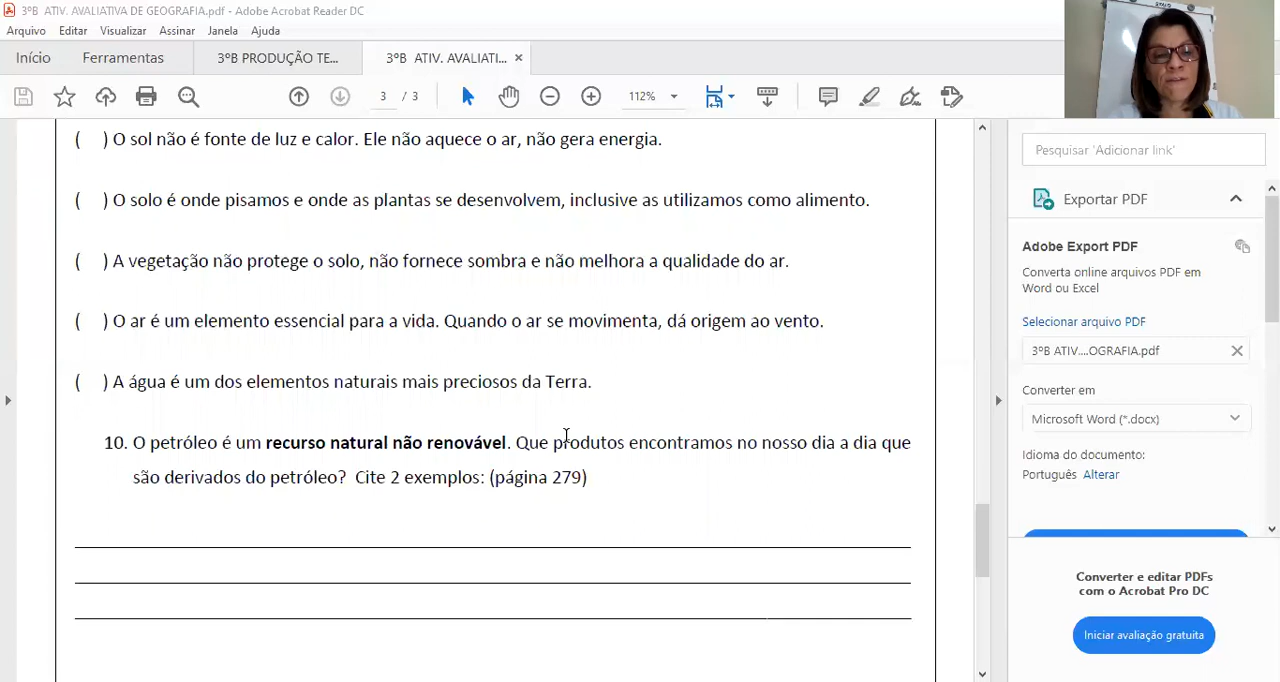 3ºB ATIV. AVALIATIVA DE GEOGRAFIA.pdf - Adobe Acrobat Reader DC
Arquivo Editar Visualizar Assinar Janela Ajuda
Início Ferramentas 3ºB PRODUÇÃO TE... 3ºB ATIV. AVALIATI... ×
3 / 3 112%
( ) O sol não é fonte de luz e calor. Ele não aquece o ar, não gera energia.
( ) O solo é onde pisamos e onde as plantas se desenvolvem, inclusive as utilizamos como alimento.
( ) A vegetação não protege o solo, não fornece sombra e não melhora a qualidade do ar.
( ) O ar é um elemento essencial para a vida. Quando o ar se movimenta, dá origem ao vento.
( ) A água é um dos elementos naturais mais preciosos da Terra.
10. O petróleo é um recurso natural não renovável. Que produtos encontramos no nosso dia a dia que
são derivados do petróleo? Cite 2 exemplos: (página 279)
Pesquisar 'Adicionar link'
Exportar PDF
Adobe Export PDF
Converta online arquivos PDF em
Word ou Excel
Selecionar arquivo PDF
3ºB ATIV....OGRAFIA.pdf
Converter em
Microsoft Word (*.docx)
Idioma do documento:
Português Alterar
Converter e editar PDFs
com o Acrobat Pro DC
Iniciar avaliação gratuita